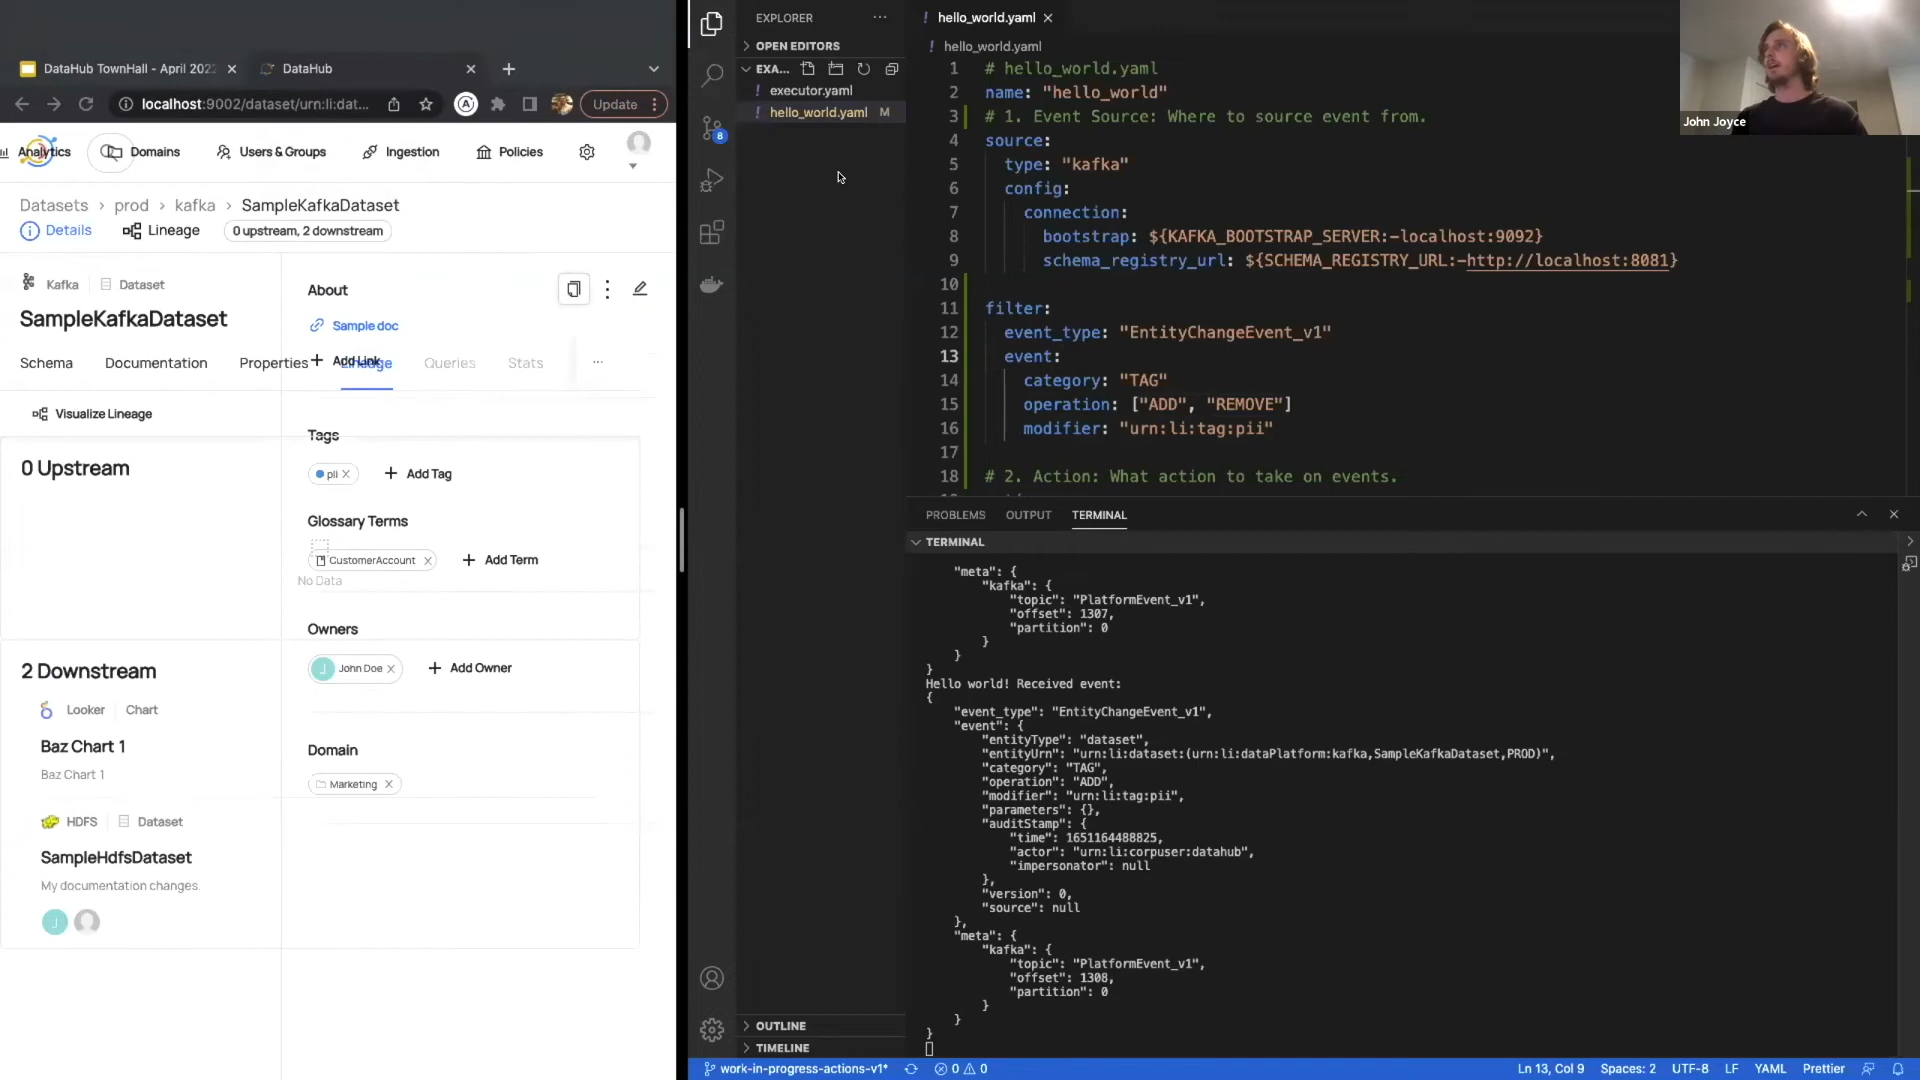 DataHub TownHall - April 2022
DataHub
localhost:9002/dataset/urn:li:dat...
Update
Analytics
Domains
Users & Groups
Ingestion
Policies
Datasets > prod > kafka > SampleKafkaDataset
Details
Lineage
0 upstream, 2 downstream
Kafka
Dataset
SampleKafkaDataset
Schema
Documentation
Properties
Lineage
Queries
Stats
...
Visualize Lineage
0 Upstream
No Data
2 Downstream
Looker
Chart
Baz Chart 1
Baz Chart 1
HDFS
Dataset
SampleHdfsDataset
My documentation changes.
J
About
Sample doc
+ Add Link
Tags
pii
+ Add Tag
Glossary Terms
CustomerAccount
+ Add Term
Owners
J
John Doe
+ Add Owner
Domain
Marketing
EXPLORER
OPEN EDITORS
EXA...
! executor.yaml
! hello_world.yaml M
8
OUTLINE
TIMELINE
! hello_world.yaml
! hello_world.yaml
1 # hello_world.yaml
2 name: "hello_world"
3 # 1. Event Source: Where to source event from.
4 source:
5 type: "kafka"
6 config:
7 connection:
8 bootstrap: ${KAFKA_BOOTSTRAP_SERVER:-localhost:9092}
9 schema_registry_url: ${SCHEMA_REGISTRY_URL:-http://localhost:8081}
10
11 filter:
12 event_type: "EntityChangeEvent_v1"
13 event:
14 category: "TAG"
15 operation: ["ADD", "REMOVE"]
16 modifier: "urn:li:tag:pii"
17
18 # 2. Action: What action to take on events.
John Joyce
PROBLEMS
OUTPUT
TERMINAL
TERMINAL
"meta": {
"kafka": {
"topic": "PlatformEvent_v1",
"offset": 1307,
"partition": 0
}
}
}
Hello world! Received event:
{
"event_type": "EntityChangeEvent_v1",
"event": {
"entityType": "dataset",
"entityUrn": "urn:li:dataset:(urn:li:dataPlatform:kafka,SampleKafkaDataset,PROD)",
"category": "TAG",
"operation": "ADD",
"modifier": "urn:li:tag:pii",
"parameters": {},
"auditStamp": {
"time": 1651164488825,
"actor": "urn:li:corpuser:datahub",
"impersonator": null
},
"version": 0,
"source": null
},
"meta": {
"kafka": {
"topic": "PlatformEvent_v1",
"offset": 1308,
"partition": 0
}
}
}
work-in-progress-actions-v1*
0
0
Ln 13, Col 9
Spaces: 2
UTF-8
LF
YAML
Prettier